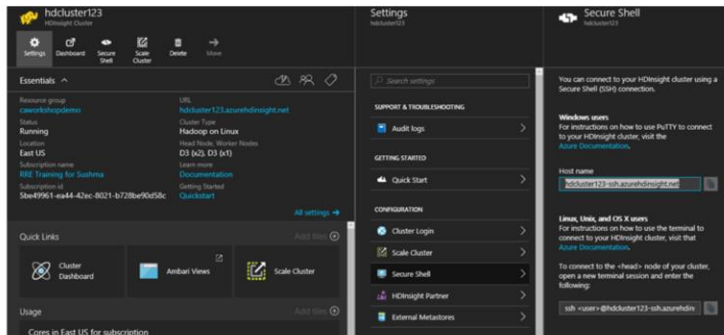 hdcluster123
HDInsight Cluster
Settings
Dashboard
Secure Shell
Scale Cluster
Delete
More
Essentials
Resource group
caworkshopdemo
Status
Running
Location
East US
Subscription name
RRE Training for Sushma
Subscription id
5be49961-ea44-42ec-8021-b728be90d58c
URL
hdcluster123.azurehdinsight.net
Cluster Type
Hadoop on Linux
Head Node, Worker Nodes
D3 (x2), D3 (x1)
Learn more
Documentation
Getting Started
Quickstart
All settings →
Quick Links
Add tiles
Cluster Dashboard
Ambari Views
Scale Cluster
Usage
Add tiles
Cores in East US for subscription
Settings
hdcluster123
Search settings
SUPPORT & TROUBLESHOOTING
Audit logs
GETTING STARTED
Quick Start
CONFIGURATION
Cluster Login
Scale Cluster
Secure Shell
HDInsight Partner
External Metastores
Secure Shell
hdcluster123
You can connect to your HDInsight cluster using a
Secure Shell (SSH) connection.
Windows users
For instructions on how to use PuTTY to connect
to your HDInsight cluster, visit the
Azure Documentation.
Host name
hdcluster123-ssh.azurehdinsight.net
Linux, Unix, and OS X users
For instructions on how to use the terminal to
connect to your HDInsight cluster, visit that
Azure Documentation.
To connect to the <head> node of your cluster,
open a new terminal session and enter the
following:
ssh <user>@hdcluster123-ssh.azurehdin